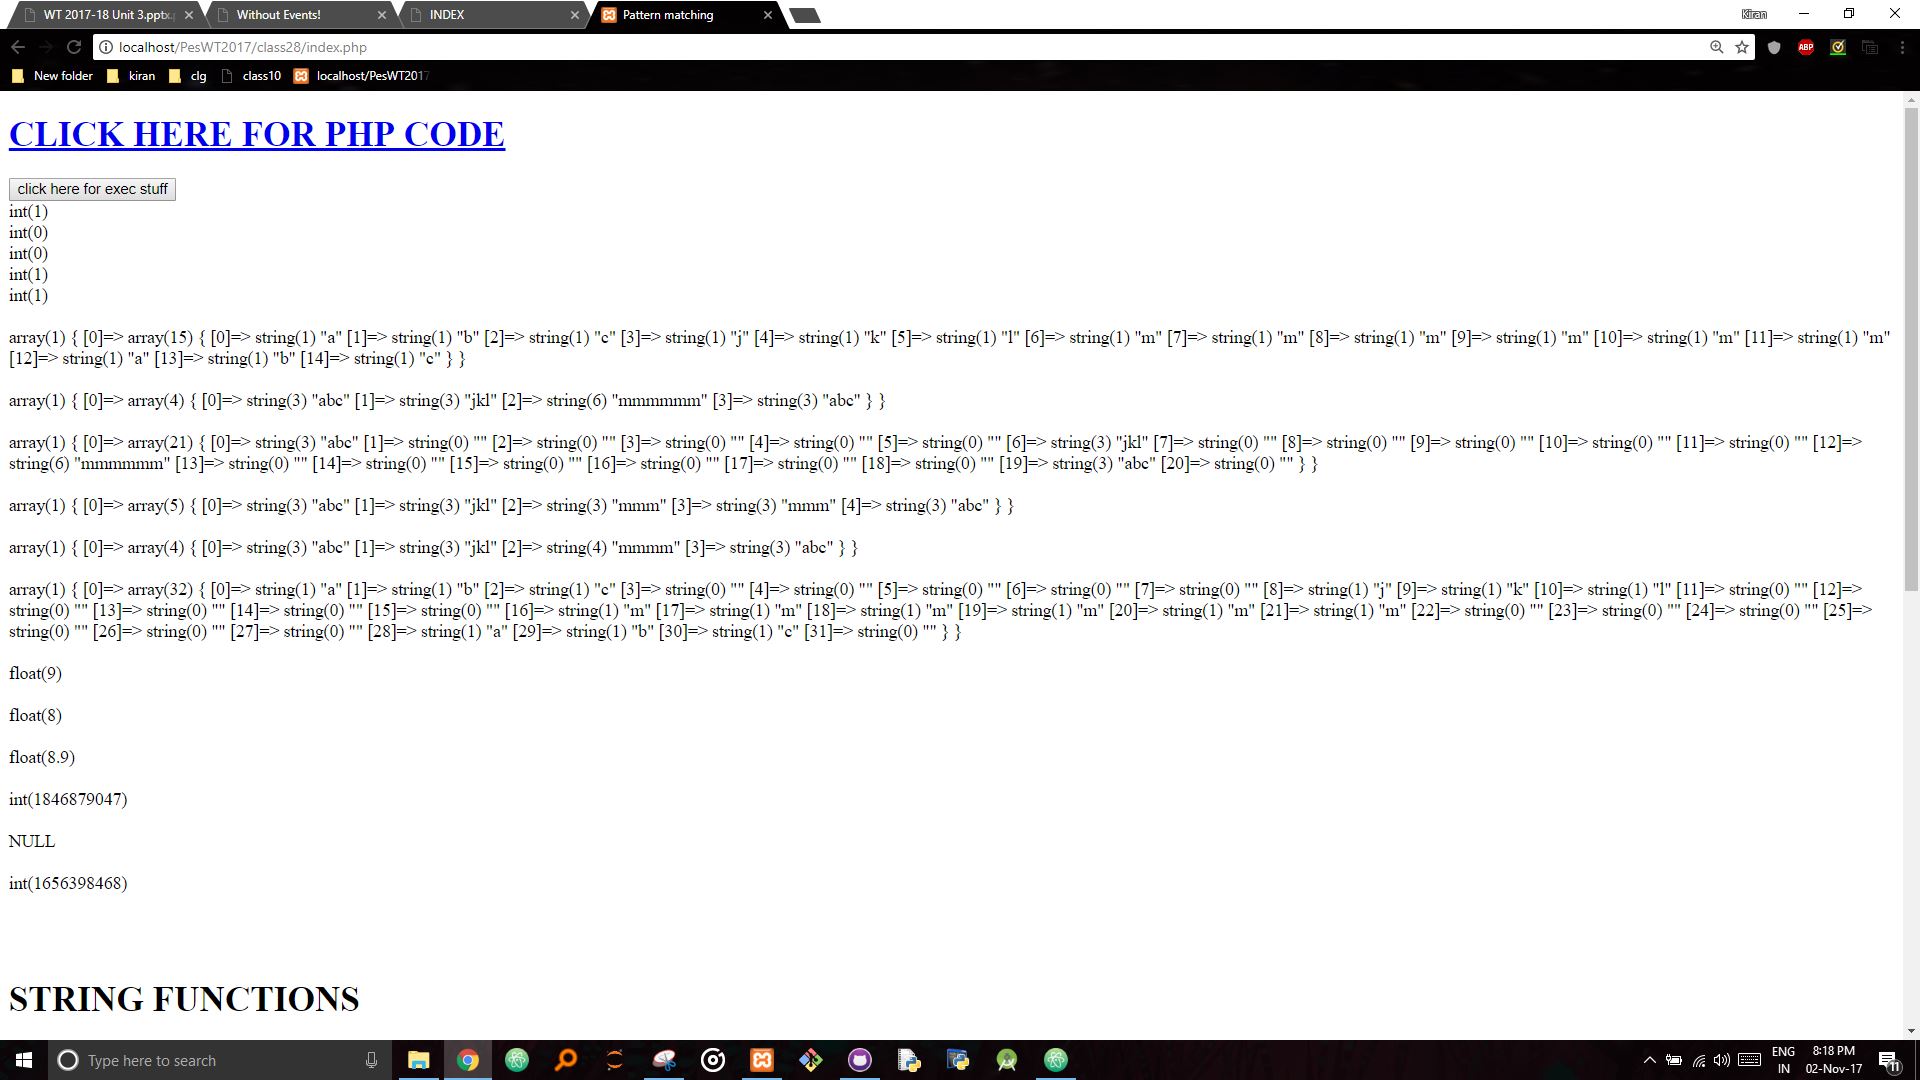 WT 2017-18 Unit 3.pptx.p
Without Events!
INDEX
Pattern matching
Kiran
localhost/PesWT2017/class28/index.php
ABP
New folder
kiran
clg
class10
localhost/PesWT2017
CLICK HERE FOR PHP CODE
click here for exec stuff
int(1)
int(0)
int(0)
int(1)
int(1)
array(1) { [0]=> array(15) { [0]=> string(1) "a" [1]=> string(1) "b" [2]=> string(1) "c" [3]=> string(1) "j" [4]=> string(1) "k" [5]=> string(1) "l" [6]=> string(1) "m" [7]=> string(1) "m" [8]=> string(1) "m" [9]=> string(1) "m" [10]=> string(1) "m" [11]=> string(1) "m"
[12]=> string(1) "a" [13]=> string(1) "b" [14]=> string(1) "c" } }
array(1) { [0]=> array(4) { [0]=> string(3) "abc" [1]=> string(3) "jkl" [2]=> string(6) "mmmmmm" [3]=> string(3) "abc" } }
array(1) { [0]=> array(21) { [0]=> string(3) "abc" [1]=> string(0) "" [2]=> string(0) "" [3]=> string(0) "" [4]=> string(0) "" [5]=> string(0) "" [6]=> string(3) "jkl" [7]=> string(0) "" [8]=> string(0) "" [9]=> string(0) "" [10]=> string(0) "" [11]=> string(0) "" [12]=>
string(6) "mmmmmm" [13]=> string(0) "" [14]=> string(0) "" [15]=> string(0) "" [16]=> string(0) "" [17]=> string(0) "" [18]=> string(0) "" [19]=> string(3) "abc" [20]=> string(0) "" } }
array(1) { [0]=> array(5) { [0]=> string(3) "abc" [1]=> string(3) "jkl" [2]=> string(3) "mmm" [3]=> string(3) "mmm" [4]=> string(3) "abc" } }
array(1) { [0]=> array(4) { [0]=> string(3) "abc" [1]=> string(3) "jkl" [2]=> string(4) "mmmm" [3]=> string(3) "abc" } }
array(1) { [0]=> array(32) { [0]=> string(1) "a" [1]=> string(1) "b" [2]=> string(1) "c" [3]=> string(0) "" [4]=> string(0) "" [5]=> string(0) "" [6]=> string(0) "" [7]=> string(0) "" [8]=> string(1) "j" [9]=> string(1) "k" [10]=> string(1) "l" [11]=> string(0) "" [12]=>
string(0) "" [13]=> string(0) "" [14]=> string(0) "" [15]=> string(0) "" [16]=> string(1) "m" [17]=> string(1) "m" [18]=> string(1) "m" [19]=> string(1) "m" [20]=> string(1) "m" [21]=> string(1) "m" [22]=> string(0) "" [23]=> string(0) "" [24]=> string(0) "" [25]=>
string(0) "" [26]=> string(0) "" [27]=> string(0) "" [28]=> string(1) "a" [29]=> string(1) "b" [30]=> string(1) "c" [31]=> string(0) "" } }
float(9)
float(8)
float(8.9)
int(1846879047)
NULL
int(1656398468)
STRING FUNCTIONS
Type here to search
ENG
IN
8:18 PM
02-Nov-17
11